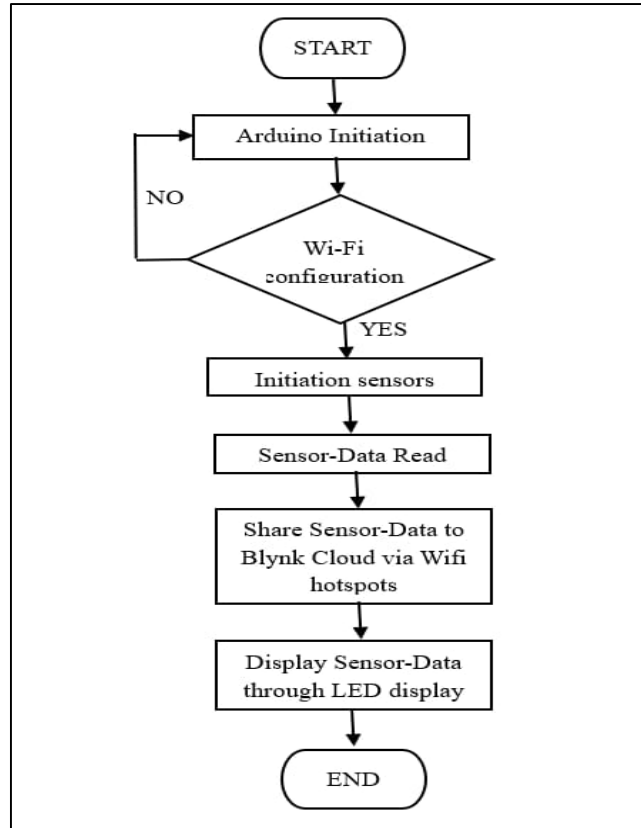 START
Arduino Initiation
NO
Wi-Fi
configuration
YES
Initiation sensors
Sensor-Data Read
Share Sensor-Data to
Blynk Cloud via Wifi
hotspots
Display Sensor-Data
through LED display
END